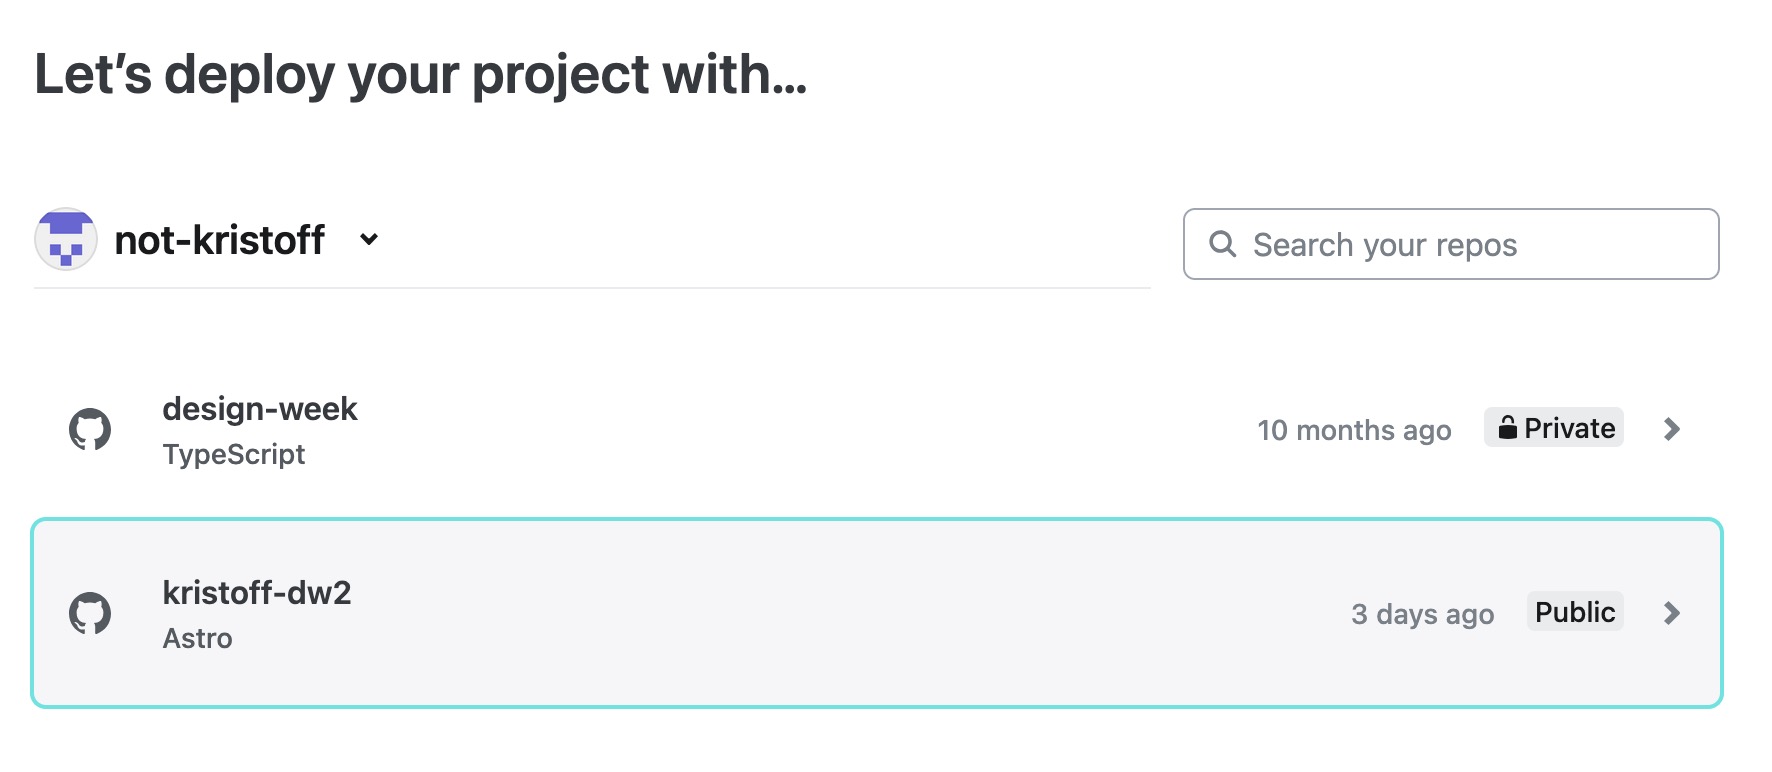 Let’s deploy your project with…
not-kristoff
Search your repos
design-week
TypeScript
10 months ago
Private
kristoff-dw2
Astro
3 days ago
Public